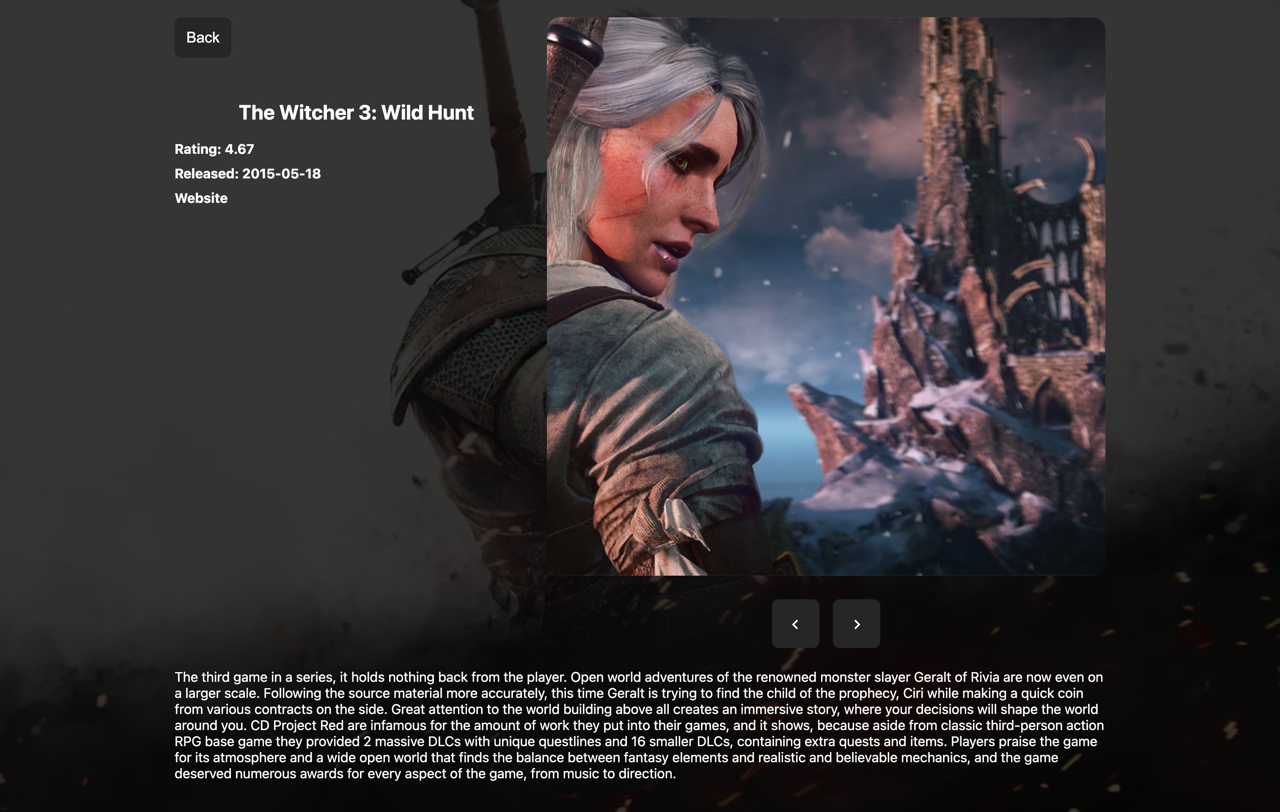 Back
The Witcher 3: Wild Hunt
Rating: 4.67
Released: 2015-05-18
Website
The third game in a series, it holds nothing back from the player. Open world adventures of the renowned monster slayer Geralt of Rivia are now even on
a larger scale. Following the source material more accurately, this time Geralt is trying to find the child of the prophecy, Ciri while making a quick coin
from various contracts on the side. Great attention to the world building above all creates an immersive story, where your decisions will shape the world
around you. CD Project Red are infamous for the amount of work they put into their games, and it shows, because aside from classic third-person action
RPG base game they provided 2 massive DLCs with unique questlines and 16 smaller DLCs, containing extra quests and items. Players praise the game
for its atmosphere and a wide open world that finds the balance between fantasy elements and realistic and believable mechanics, and the game
deserved numerous awards for every aspect of the game, from music to direction.